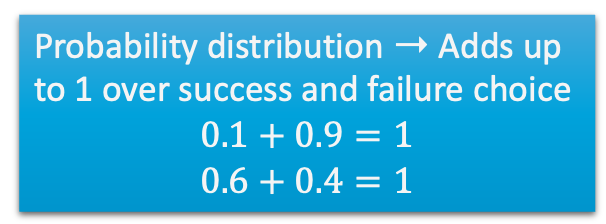 Probability distribution → Adds up
to 1 over success and failure choice
0.1 + 0.9 = 1
0.6 + 0.4 = 1